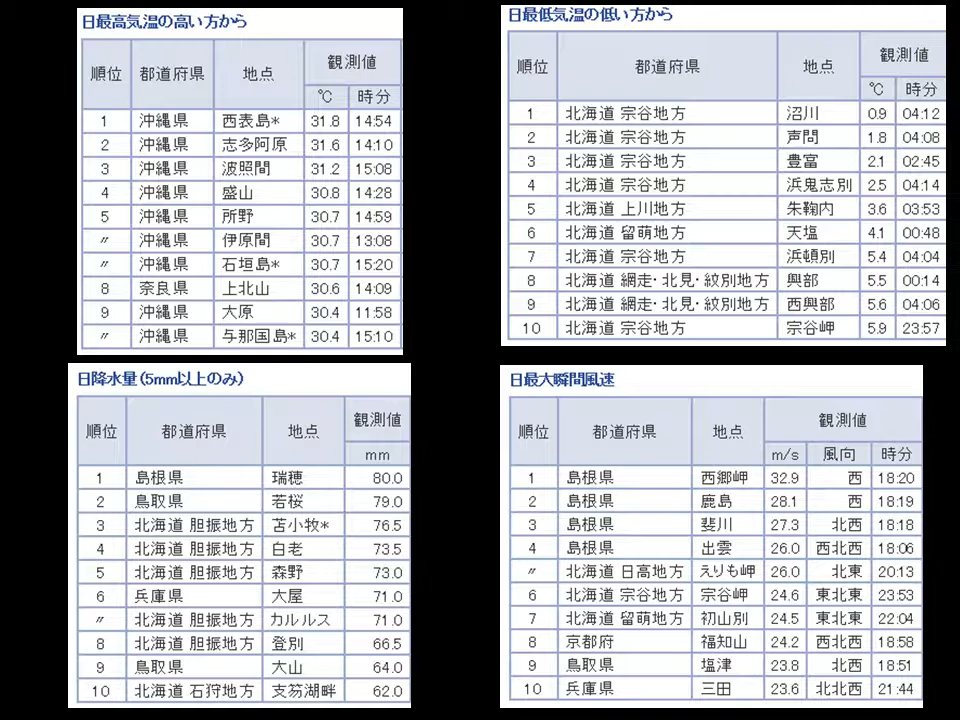 日最高気温の高い方から
順位 都道府県 地点 観測値
℃ 時分
1 沖縄県 西表島* 31.8 14:54
2 沖縄県 志多阿原 31.6 14:10
3 沖縄県 波照間 31.2 15:08
4 沖縄県 盛山 30.8 14:28
5 沖縄県 所野 30.7 14:59
〃 沖縄県 伊原間 30.7 13:08
〃 沖縄県 石垣島* 30.7 15:20
8 奈良県 上北山 30.6 14:09
9 沖縄県 大原 30.4 11:58
〃 沖縄県 与那国島* 30.4 15:10
日最低気温の低い方から
順位 都道府県 地点 観測値
℃ 時分
1 北海道 宗谷地方 沼川 0.9 04:12
2 北海道 宗谷地方 声問 1.8 04:08
3 北海道 宗谷地方 豊富 2.1 02:45
4 北海道 宗谷地方 浜鬼志別 2.5 04:14
5 北海道 上川地方 朱鞠内 3.6 03:53
6 北海道 留萌地方 天塩 4.1 00:48
7 北海道 宗谷地方 浜頓別 5.4 04:04
8 北海道 網走・北見・紋別地方 興部 5.5 00:14
9 北海道 網走・北見・紋別地方 西興部 5.6 04:06
10 北海道 宗谷地方 宗谷岬 5.9 23:57
日降水量(5mm以上のみ)
順位 都道府県 地点 観測値
mm
1 島根県 瑞穂 80.0
2 鳥取県 若桜 79.0
3 北海道 胆振地方 苫小牧* 76.5
4 北海道 胆振地方 白老 73.5
5 北海道 胆振地方 森野 73.0
6 兵庫県 大屋 71.0
〃 北海道 胆振地方 カルルス 71.0
8 北海道 胆振地方 登別 66.5
9 鳥取県 大山 64.0
10 北海道 石狩地方 支笏湖畔 62.0
日最大瞬間風速
順位 都道府県 地点 観測値
m/s 風向 時分
1 島根県 西郷岬 32.9 西 18:20
2 島根県 鹿島 28.1 西 18:19
3 島根県 斐川 27.3 北西 18:18
4 島根県 出雲 26.0 西北西 18:06
〃 北海道 日高地方 えりも岬 26.0 北東 20:13
6 北海道 宗谷地方 宗谷岬 24.6 東北東 23:53
7 北海道 留萌地方 初山別 24.5 東北東 22:04
8 京都府 福知山 24.2 西北西 18:58
9 鳥取県 塩津 23.8 北西 18:51
10 兵庫県 三田 23.6 北北西 21:44